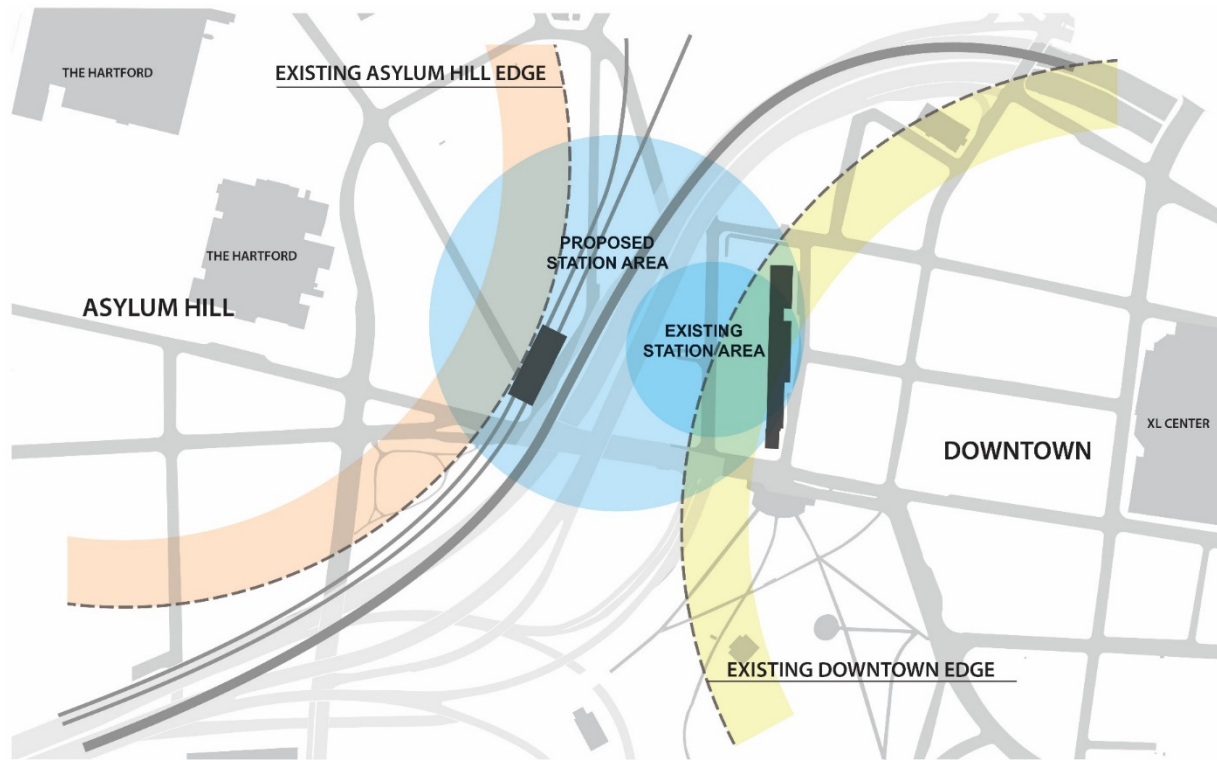 THE HARTFORD
EXISTING ASYLUM HILL EDGE
THE HARTFORD
ASYLUM HILL
PROPOSED
STATION AREA
EXISTING
STATION AREA
XL CENTER
DOWNTOWN
EXISTING DOWNTOWN EDGE